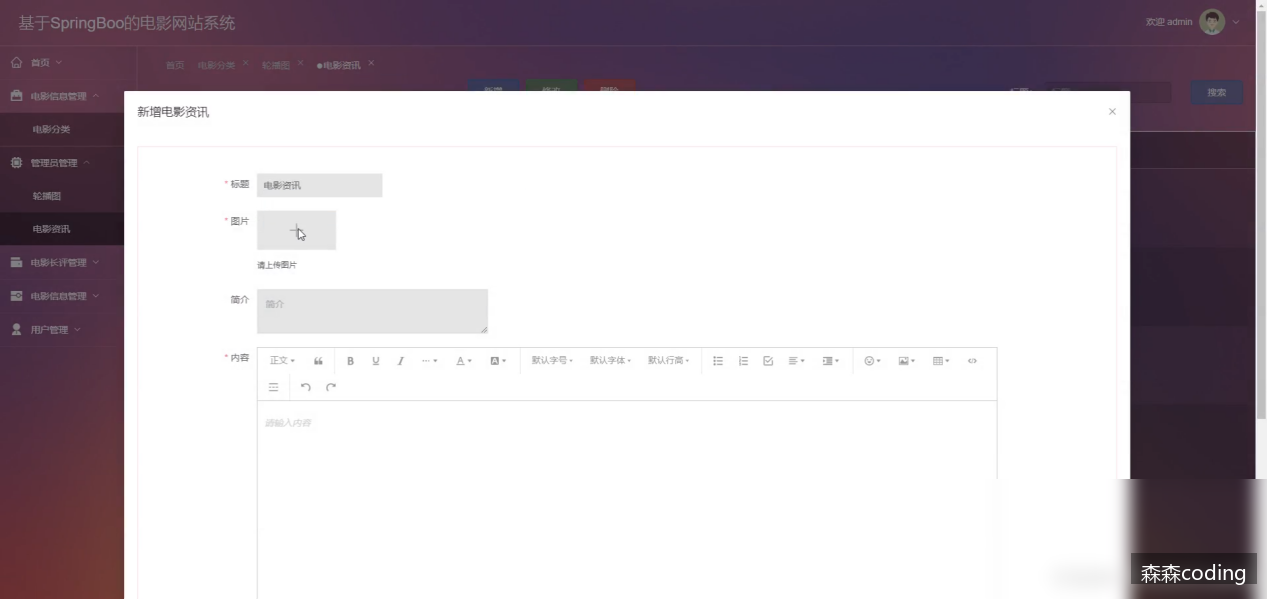 基于SpringBoo的电影网站系统
欢迎 admin
首页
电影信息管理
电影分类
管理员管理
轮播图
电影资讯
电影长评管理
电影信息管理
用户管理
首页 电影分类 轮播图 电影资讯
搜索
新增电影资讯
* 标题 电影资讯
* 图片
请上传图片
简介 简介
* 内容 正文 B U I A A 默认字号 默认字体 默认行高
请输入内容
森森coding